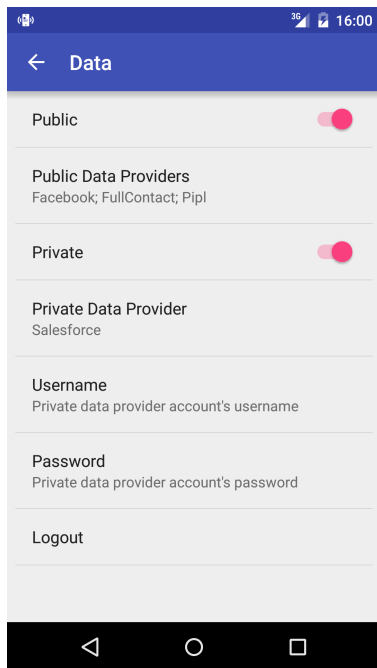 3G 16:00
Data
Public
Public Data Providers
Facebook; FullContact; Pipl
Private
Private Data Provider
Salesforce
Username
Private data provider account's username
Password
Private data provider account's password
Logout